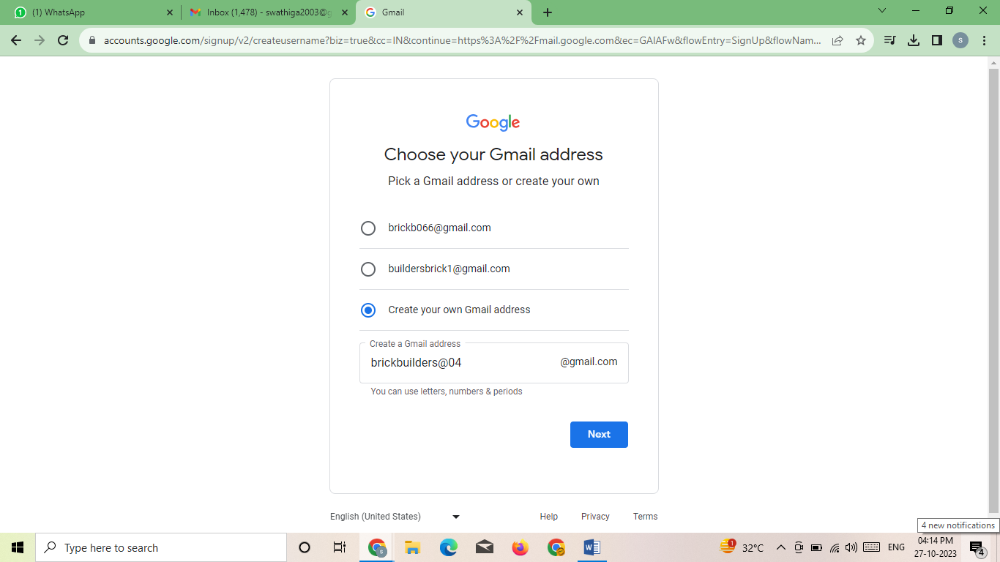 (1) WhatsApp
Inbox (1,478) - swathiga2003@g
Gmail
accounts.google.com/signup/v2/createusername?biz=true&cc=IN&continue=https%3A%2F%2Fmail.google.com&ec=GAlAFw&flowEntry=SignUp&flowNam...
S
Google
Choose your Gmail address
Pick a Gmail address or create your own
brickb066@gmail.com
buildersbrick1@gmail.com
Create your own Gmail address
Create a Gmail address
brickbuilders@04 @gmail.com
You can use letters, numbers & periods
Next
English (United States) Help Privacy Terms
4 new notifications
Type here to search
1 32°C ENG 04:14 PM
27-10-2023
4